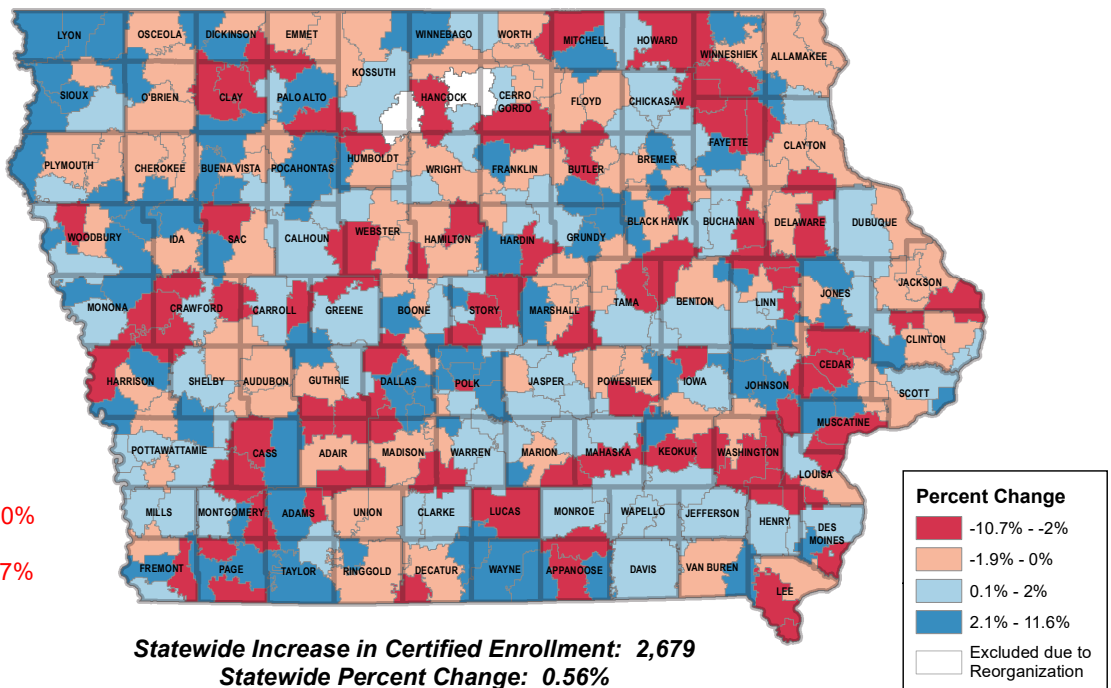 LYON OSCEOLA DICKINSON EMMET WINNEBAGO WORTH MITCHELL HOWARD WINNESHIEK ALLAMAKEE
KOSSUTH
SIOUX O'BRIEN CLAY PALO ALTO HANCOCK CERRO GORDO FLOYD CHICKASAW
FAYETTE CLAYTON
PLYMOUTH CHEROKEE BUENA VISTA POCAHONTAS HUMBOLDT WRIGHT FRANKLIN BUTLER BREMER
WOODBURY IDA SAC CALHOUN WEBSTER HAMILTON HARDIN GRUNDY BLACK HAWK BUCHANAN DELAWARE DUBUQUE
MONONA CRAWFORD CARROLL GREENE BOONE STORY MARSHALL TAMA BENTON LINN JONES JACKSON
CLINTON
HARRISON SHELBY AUDUBON GUTHRIE DALLAS POLK JASPER POWESHIEK IOWA JOHNSON CEDAR SCOTT
MUSCATINE
POTTAWATTAMIE CASS ADAIR MADISON WARREN MARION MAHASKA KEOKUK WASHINGTON LOUISA
MILLS MONTGOMERY ADAMS UNION CLARKE LUCAS MONROE WAPELLO JEFFERSON HENRY DES MOINES
FREMONT PAGE TAYLOR RINGGOLD DECATUR WAYNE APPANOOSE DAVIS VAN BUREN LEE
0%
7%
Percent Change
-10.7% - -2%
-1.9% - 0%
0.1% - 2%
2.1% - 11.6%
Excluded due to
Reorganization
Statewide Increase in Certified Enrollment: 2,679
Statewide Percent Change: 0.56%